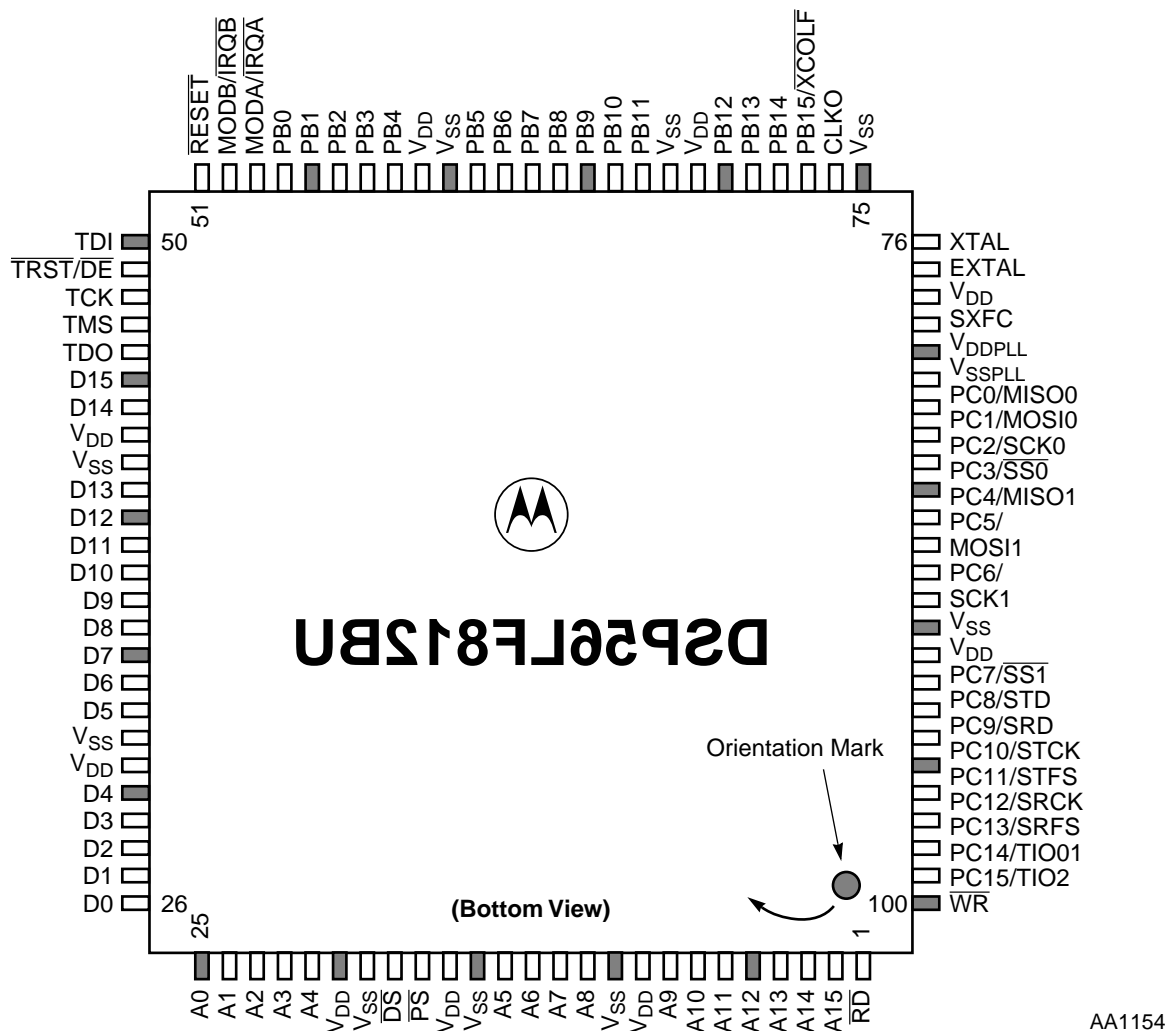 RESET
MODB/IRQB
MODA/IRQA
PB0
PB1
PB2
PB3
PB4
VDD
VSS
PB5
PB6
PB7
PB8
PB9
PB10
PB11
VSS
VDD
PB12
PB13
PB14
PB15/XCOLF
CLKO
VSS
51
75
TDI
TRST/DE
TCK
TMS
TDO
D15
D14
VDD
VSS
D13
D12
D11
D10
D9
D8
D7
D6
D5
VSS
VDD
D4
D3
D2
D1
D0
50
26
76
100
DSP56LF812BU
Orientation Mark
(Bottom View)
XTAL
EXTAL
VDD
SXFC
VDDPLL
VSSPLL
PC0/MISO0
PC1/MOSI0
PC2/SCK0
PC3/SS0
PC4/MISO1
PC5/
MOSI1
PC6/
SCK1
VSS
VDD
PC7/SS1
PC8/STD
PC9/SRD
PC10/STCK
PC11/STFS
PC12/SRCK
PC13/SRFS
PC14/TIO01
PC15/TIO2
WR
25
1
A0
A1
A2
A3
A4
VDD
VSS
DS
PS
VDD
VSS
A5
A6
A7
A8
VSS
VDD
A9
A10
A11
A12
A13
A14
A15
RD
AA1154